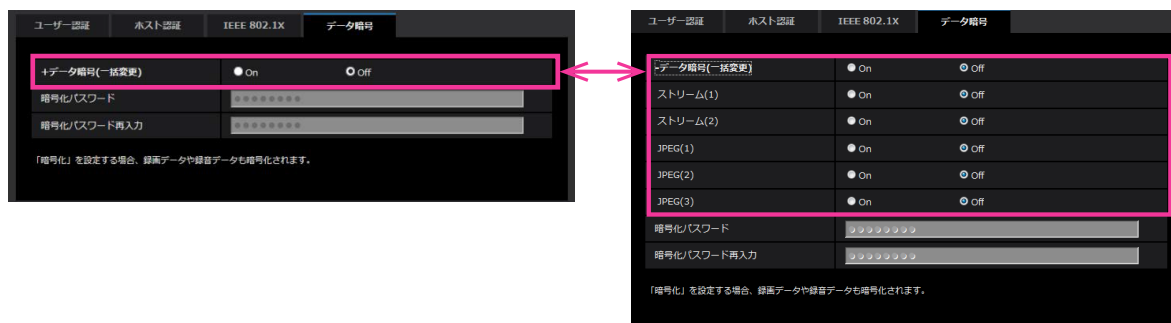 ユーザー認証 ホスト認証 IEEE 802.1X データ暗号
+データ暗号(一括変更) On Off
暗号化パスワード
暗号化パスワード再入力
「暗号化」を設定する場合、録画データや録音データも暗号化されます。
ユーザー認証 ホスト認証 IEEE 802.1X データ暗号
-データ暗号(一括変更) On Off
ストリーム(1) On Off
ストリーム(2) On Off
JPEG(1) On Off
JPEG(2) On Off
JPEG(3) On Off
暗号化パスワード
暗号化パスワード再入力
「暗号化」を設定する場合、録画データや録音データも暗号化されます。